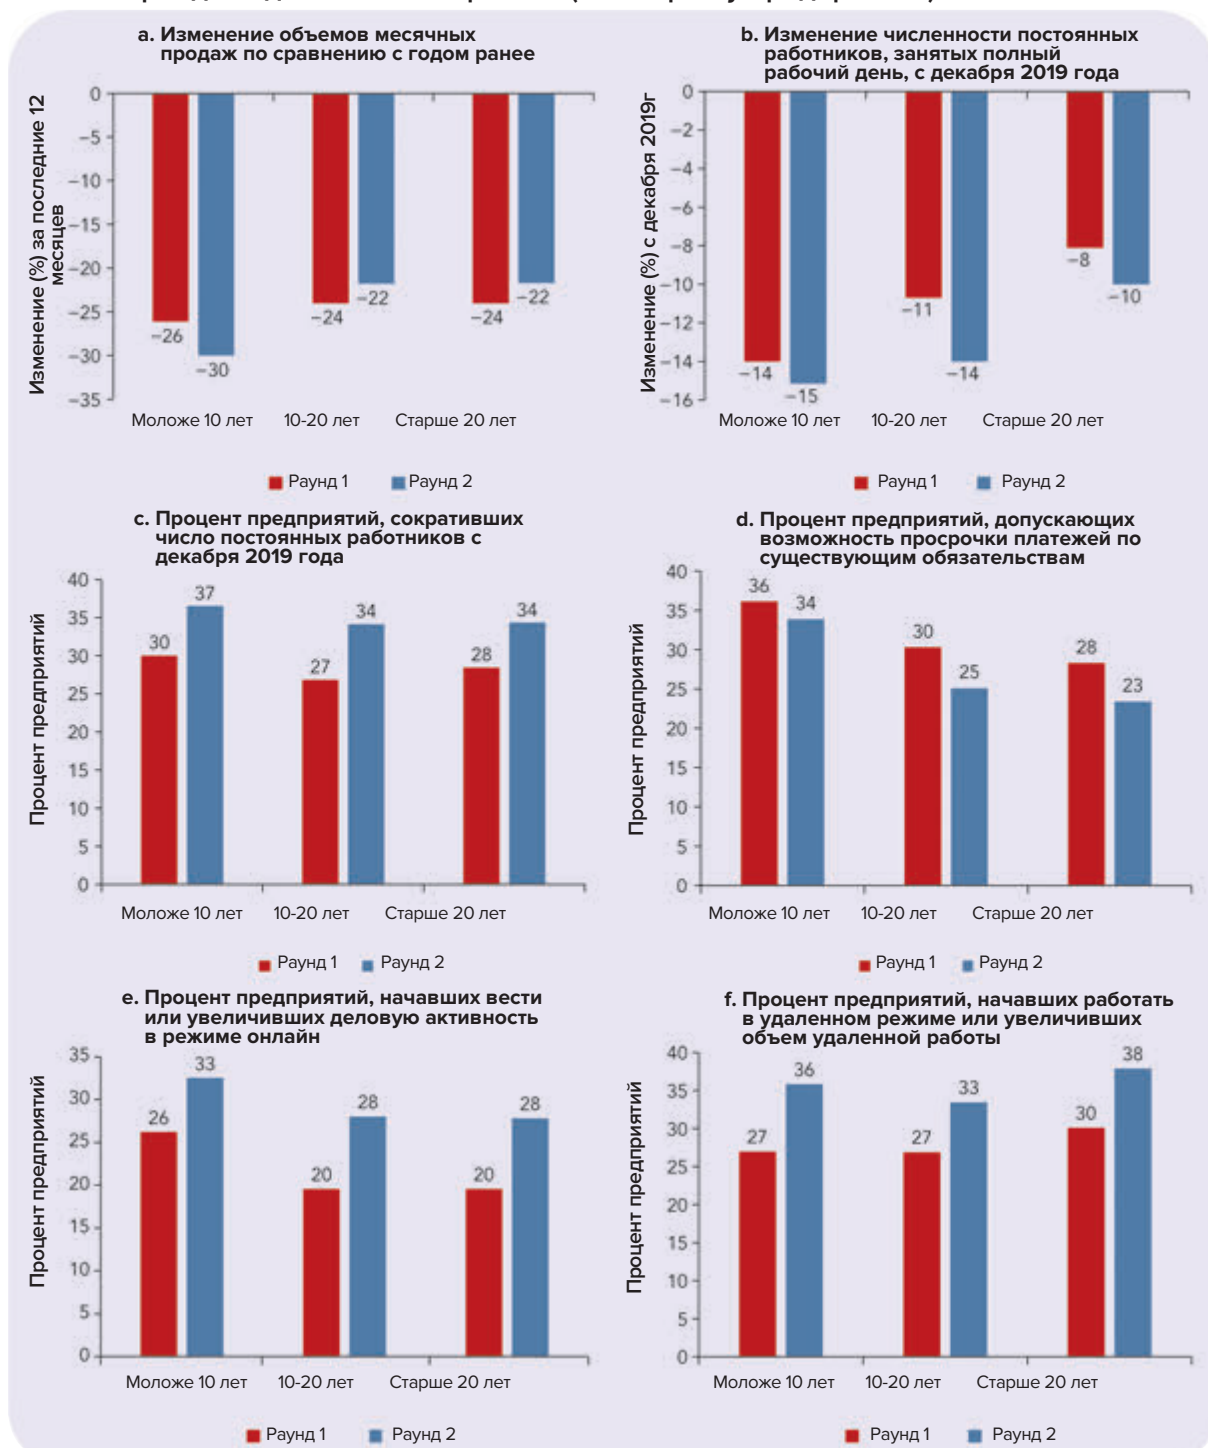 a. Изменение объемов месячных
продаж по сравнению с годом ранее
Изменение (%) за последние 12
месяцев
0
−5
−10
−15
−20
−25
−30
−35
−26
−30
−24
−22
−24
−22
Моложе 10 лет 10-20 лет Старше 20 лет
Раунд 1 Раунд 2
b. Изменение численности постоянных
работников, занятых полный
рабочий день, с декабря 2019 года
Изменение (%) с декабря 2019г
0
−2
−4
−6
−8
−10
−12
−14
−16
−14
−15
−11
−14
−8
−10
Моложе 10 лет 10-20 лет Старше 20 лет
Раунд 1 Раунд 2
c. Процент предприятий, сокративших
число постоянных работников с
декабря 2019 года
Процент предприятий
40
35
30
25
20
15
10
5
0
30
37
27
34
28
34
Моложе 10 лет 10-20 лет Старше 20 лет
Раунд 1 Раунд 2
d. Процент предприятий, допускающих
возможность просрочки платежей по
существующим обязательствам
Процент предприятий
40
35
30
25
20
15
10
5
0
36
34
30
25
28
23
Моложе 10 лет 10-20 лет Старше 20 лет
Раунд 1 Раунд 2
e. Процент предприятий, начавших вести
или увеличивших деловую активность
в режиме онлайн
Процент предприятий
35
30
25
20
15
10
5
0
26
33
20
28
20
28
Моложе 10 лет 10-20 лет Старше 20 лет
Раунд 1 Раунд 2
f. Процент предприятий, начавших работать
в удаленном режиме или увеличивших
объем удаленной работы
Процент предприятий
40
35
30
25
20
15
10
5
0
27
36
27
33
30
38
Моложе 10 лет 10-20 лет Старше 20 лет
Раунд 1 Раунд 2